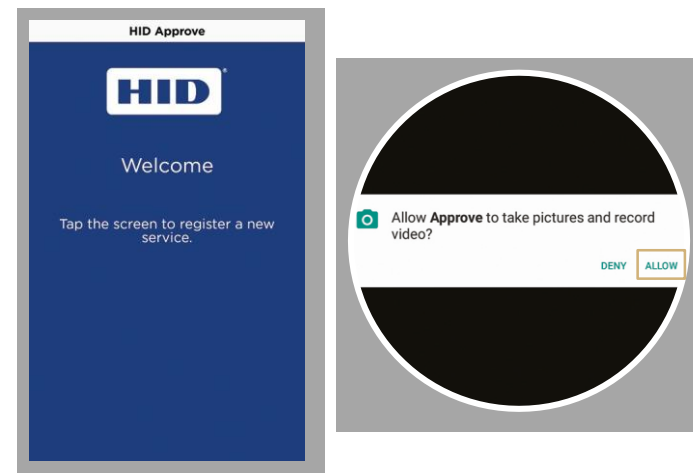 HID Approve
HID
Welcome
Tap the screen to register a new
service.
Allow Approve to take pictures and record
video?
DENY ALLOW